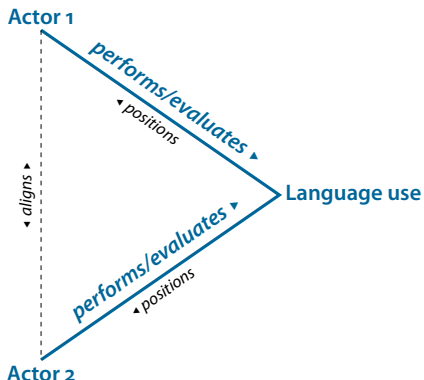 Actor 1
performs/evaluates ►
◄ positions
◄ aligns ►
Language use
performs/evaluates ►
◄ positions
Actor 2